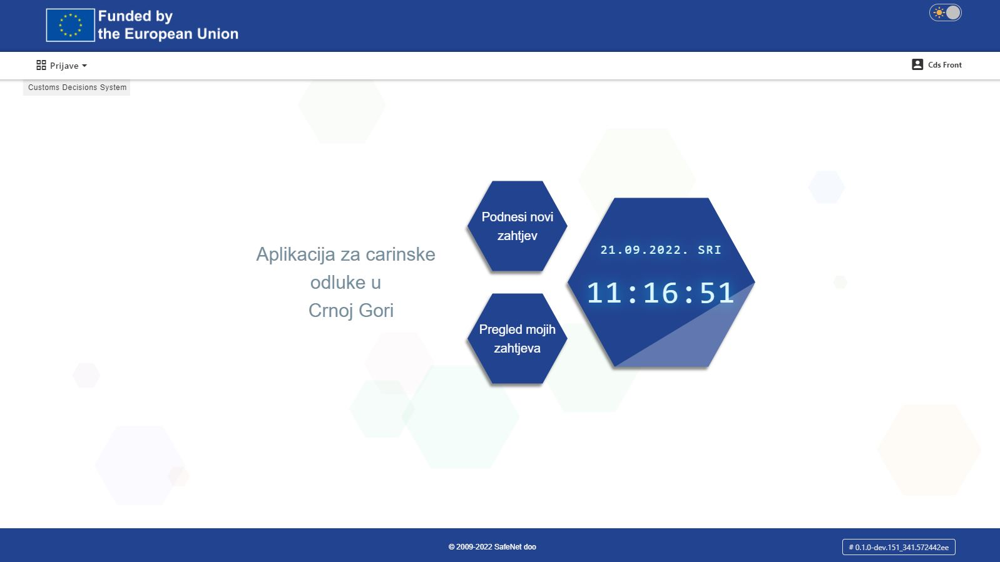 Funded by
the European Union
Prijave
Cds Front
Customs Decisions System
Aplikacija za carinske
odluke u
Crnoj Gori
Podnesi novi
zahtjev
Pregled mojih
zahtjeva
21.09.2022. SRI
11:16:51
© 2009-2022 SafeNet doo
# 0.1.0-dev.151_341.572442ee